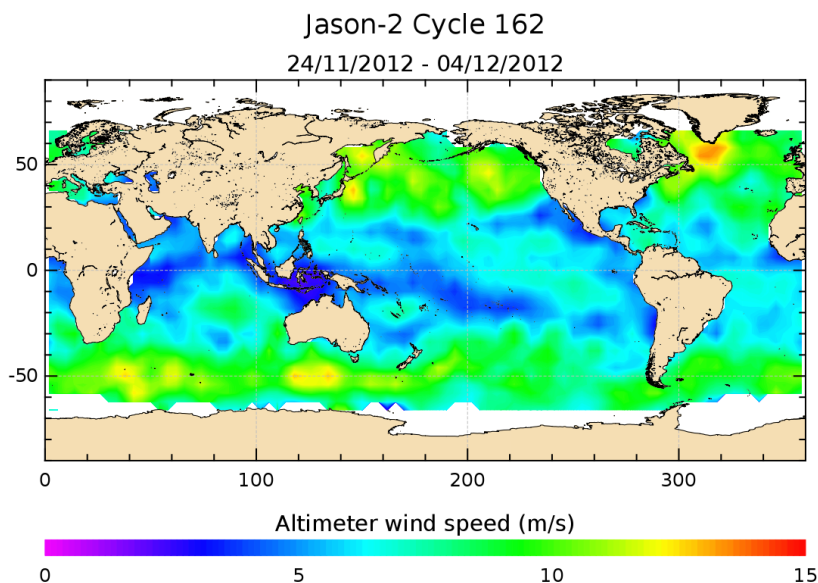 Jason-2 Cycle 162
24/11/2012 - 04/12/2012
50
0
-50
0 100 200 300
Altimeter wind speed (m/s)
0 5 10 15